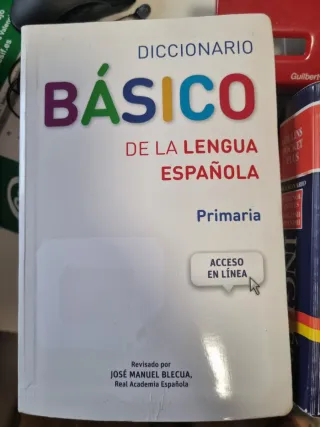 DICCIONARIO
BÁSICO
DE LA LENGUA
ESPAÑOLA
Primaria
ACCESO
EN LÍNEA
Revisado por
JOSÉ MANUEL BLECUA,
Real Academia Española